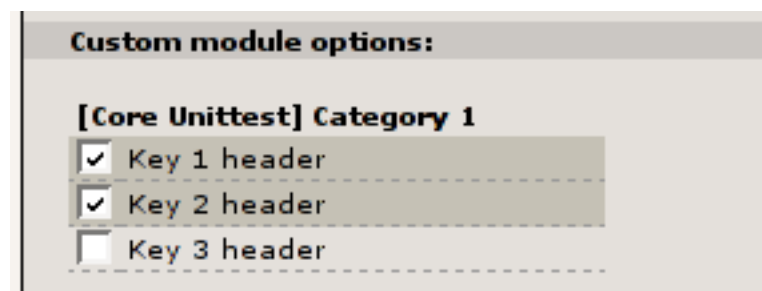 Custom module options:
[Core Unittest] Category 1
Key 1 header
Key 2 header
Key 3 header